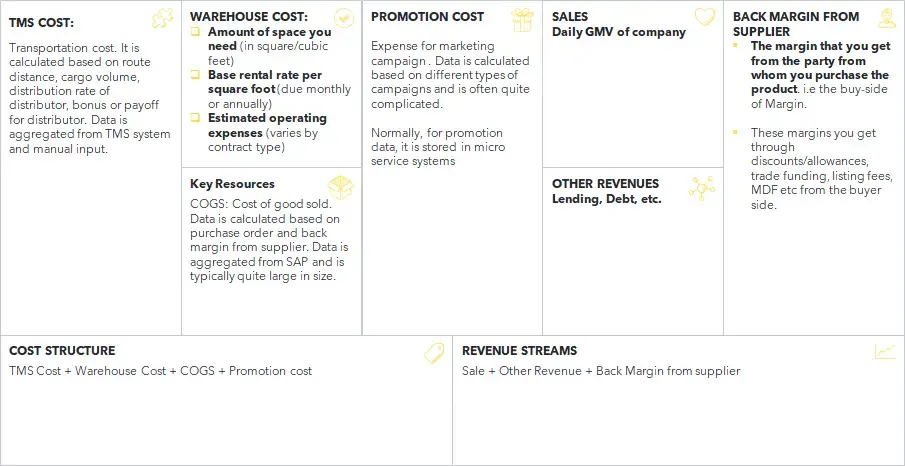 TMS COST:
Transportation cost. It is
calculated based on route
distance, cargo volume,
distribution rate of
distributor, bonus or payoff
for distributor. Data is
aggregated from TMS system
and manual input.
WAREHOUSE COST:
Amount of space you
need (in square/cubic
feet)
Base rental rate per
square foot (due monthly
or annually)
Estimated operating
expenses (varies by
contract type)
Key Resources
COGS: Cost of good sold.
Data is calculated based on
purchase order and back
margin from supplier. Data is
aggregated from SAP and is
typically quite large in size.
PROMOTION COST
Expense for marketing
campaign . Data is calculated
based on different types of
campaigns and is often quite
complicated.
Normally, for promotion
data, it is stored in micro
service systems
SALES
Daily GMV of company
OTHER REVENUES
Lending, Debt, etc.
BACK MARGIN FROM
SUPPLIER
The margin that you get
from the party from
whom you purchase the
product. i.e the buy-side
of Margin.
These margins you get
through
discounts/allowances,
trade funding, listing fees,
MDF etc from the buyer
side.
COST STRUCTURE
TMS Cost + Warehouse Cost + COGS + Promotion cost
REVENUE STREAMS
Sale + Other Revenue + Back Margin from supplier